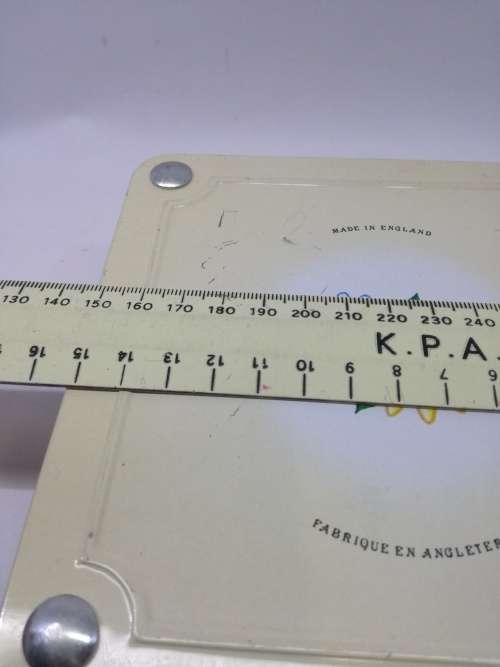 MADE IN ENGLAND
130 140 150 160 170 180 190 200 210 220 230 240
K.P.A.
16 15 14 13 12 11 10 9 8 7 6
FABRIQUE EN ANGLETER